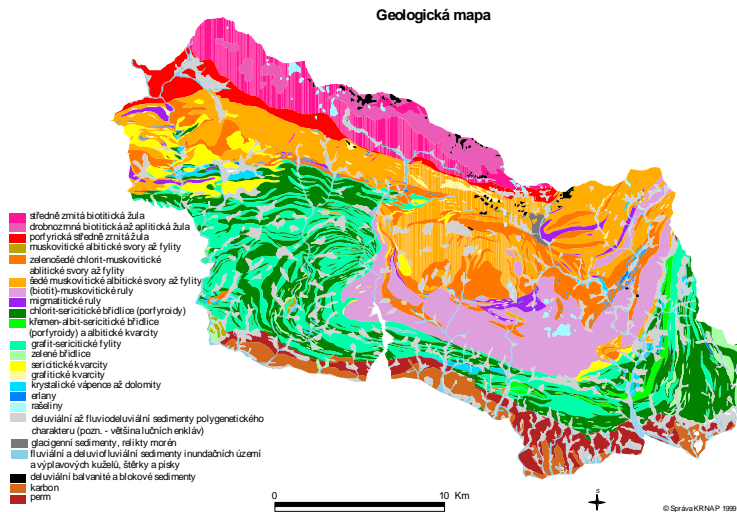 Geologická mapa
středně zrnitá biotitická žula
drobnozrnná biotitická až aplitická žula
porfyrická středně zrnitá žula
muskovitické albitické svory až fylity
zelenošedé chlorit-muskovitické
ablitické svory až fylity
šedé muskovitické albitické svory až fylity
(biotit)-muskovitické ruly
migmatitické ruly
chlorit-sericitické břidlice (porfyroidy)
křemen-albit-sericitické břidlice
(porfyroidy) a albitické kvarcity
grafit-sericitické fylity
zelené břidlice
sericitické kvarcity
grafitické kvarcity
krystalické vápence až dolomity
erlany
rašeliny
deluviální až fluviodeluviální sedimenty polygenetického
charakteru (pozn. - většina lučních enkláv)
glacigenní sedimenty, relikty morén
fluviální a deluviofluviální sedimenty inundačních území
a výplavových kuželů, štěrky a písky
deluviální balvanité a blokové sedimenty
karbon
perm
0 10 Km
S
© Správa KRNAP 1999